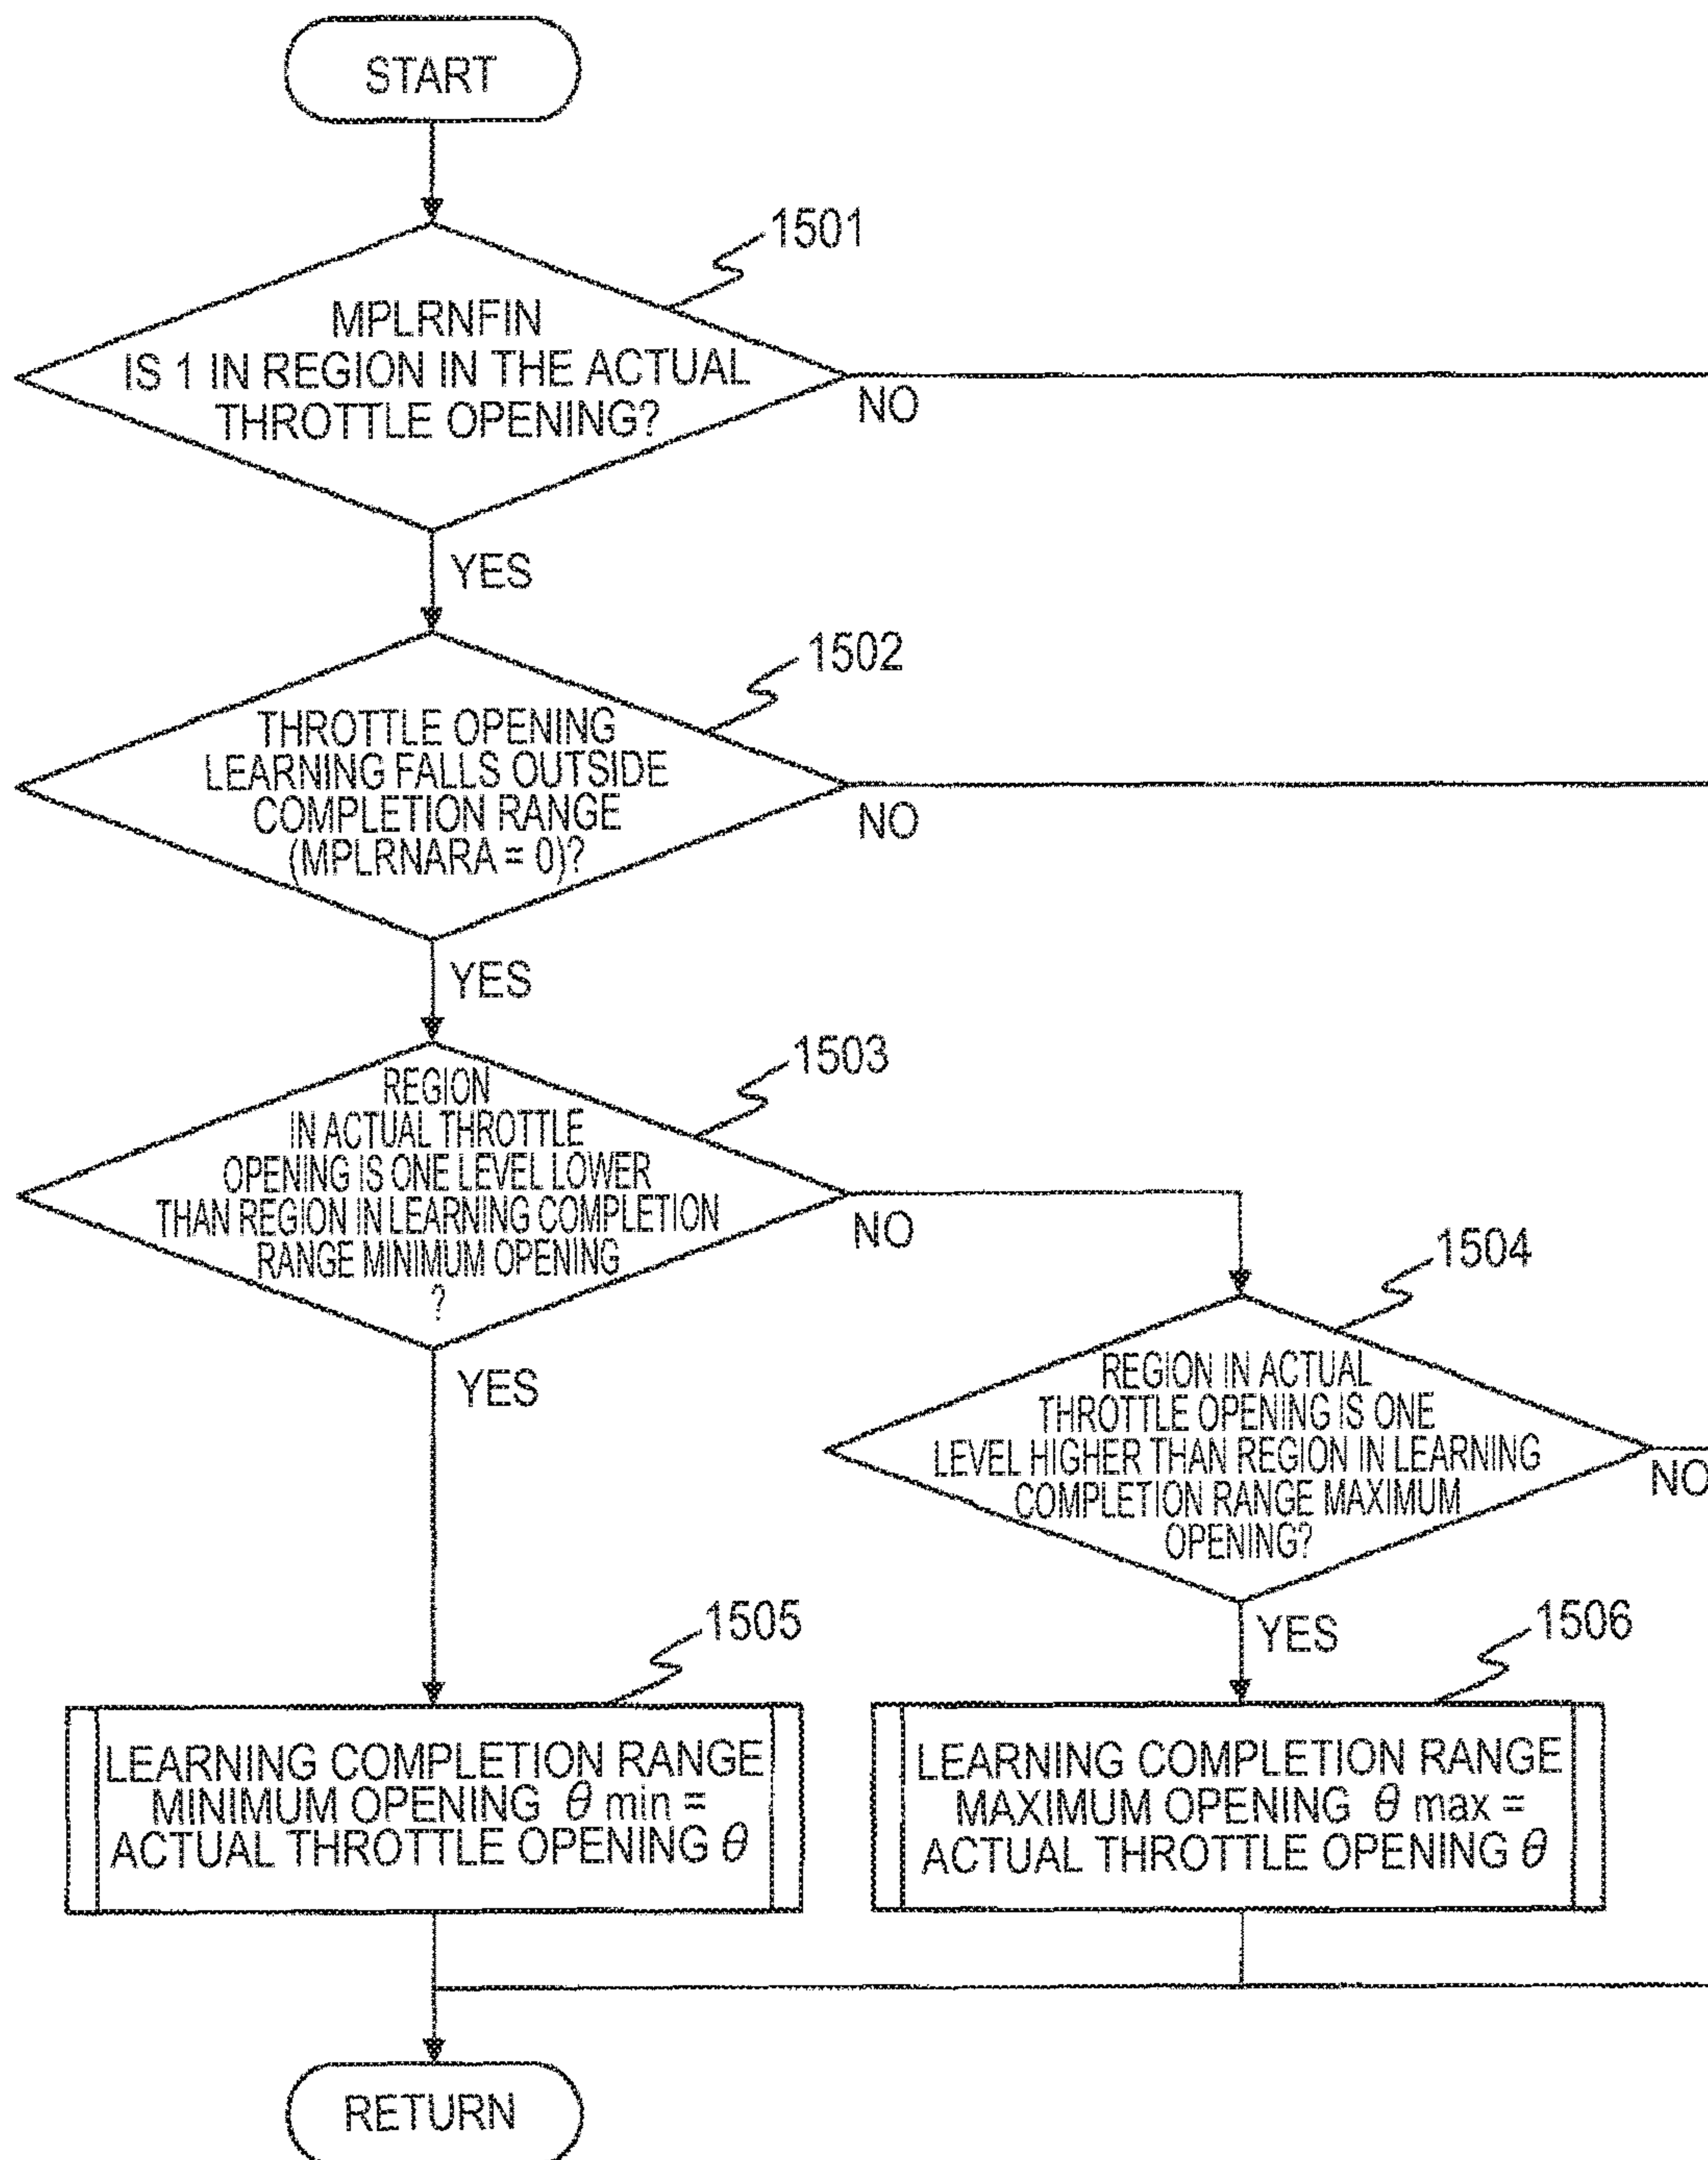 START
1501
MPLRNFIN
IS 1 IN REGION IN THE ACTUAL
THROTTLE OPENING?
NO
YES
1502
THROTTLE OPENING
LEARNING FALLS OUTSIDE
COMPLETION RANGE
(MPLRNARA = 0)?
NO
YES
1503
REGION
IN ACTUAL THROTTLE
OPENING IS ONE LEVEL LOWER
THAN REGION IN LEARNING COMPLETION
RANGE MINIMUM OPENING
?
NO
YES
1504
REGION IN ACTUAL
THROTTLE OPENING IS ONE
LEVEL HIGHER THAN REGION IN LEARNING
COMPLETION RANGE MAXIMUM
OPENING?
NO
YES
1505
LEARNING COMPLETION RANGE
MINIMUM OPENING θ min =
ACTUAL THROTTLE OPENING θ
1506
LEARNING COMPLETION RANGE
MAXIMUM OPENING θ max =
ACTUAL THROTTLE OPENING θ
RETURN